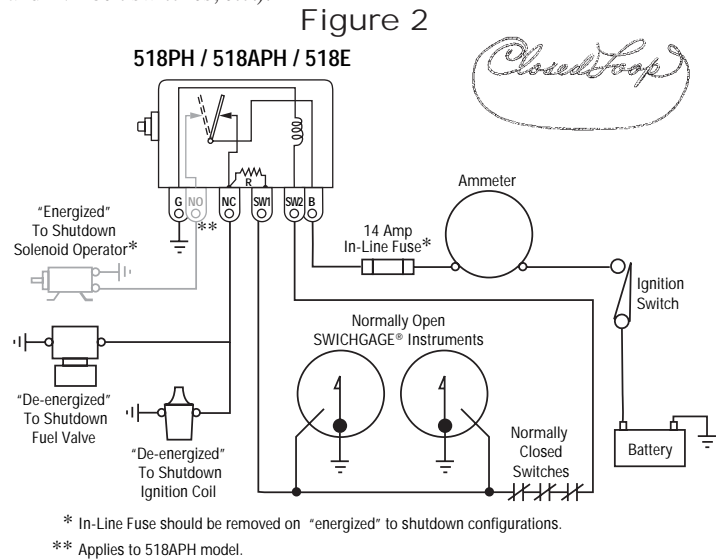 Figure 2
518PH / 518APH / 518E
Closed Loop
R
G
NO
NC
SW1
SW2
B
**
"Energized"
To Shutdown
Solenoid Operator*
14 Amp
In-Line Fuse*
Ammeter
Ignition
Switch
Normally Open
SWICHGAGE® Instruments
"De-energized"
To Shutdown
Fuel Valve
"De-energized"
To Shutdown
Ignition Coil
Normally
Closed
Switches
Battery
* In-Line Fuse should be removed on "energized" to shutdown configurations.
** Applies to 518APH model.